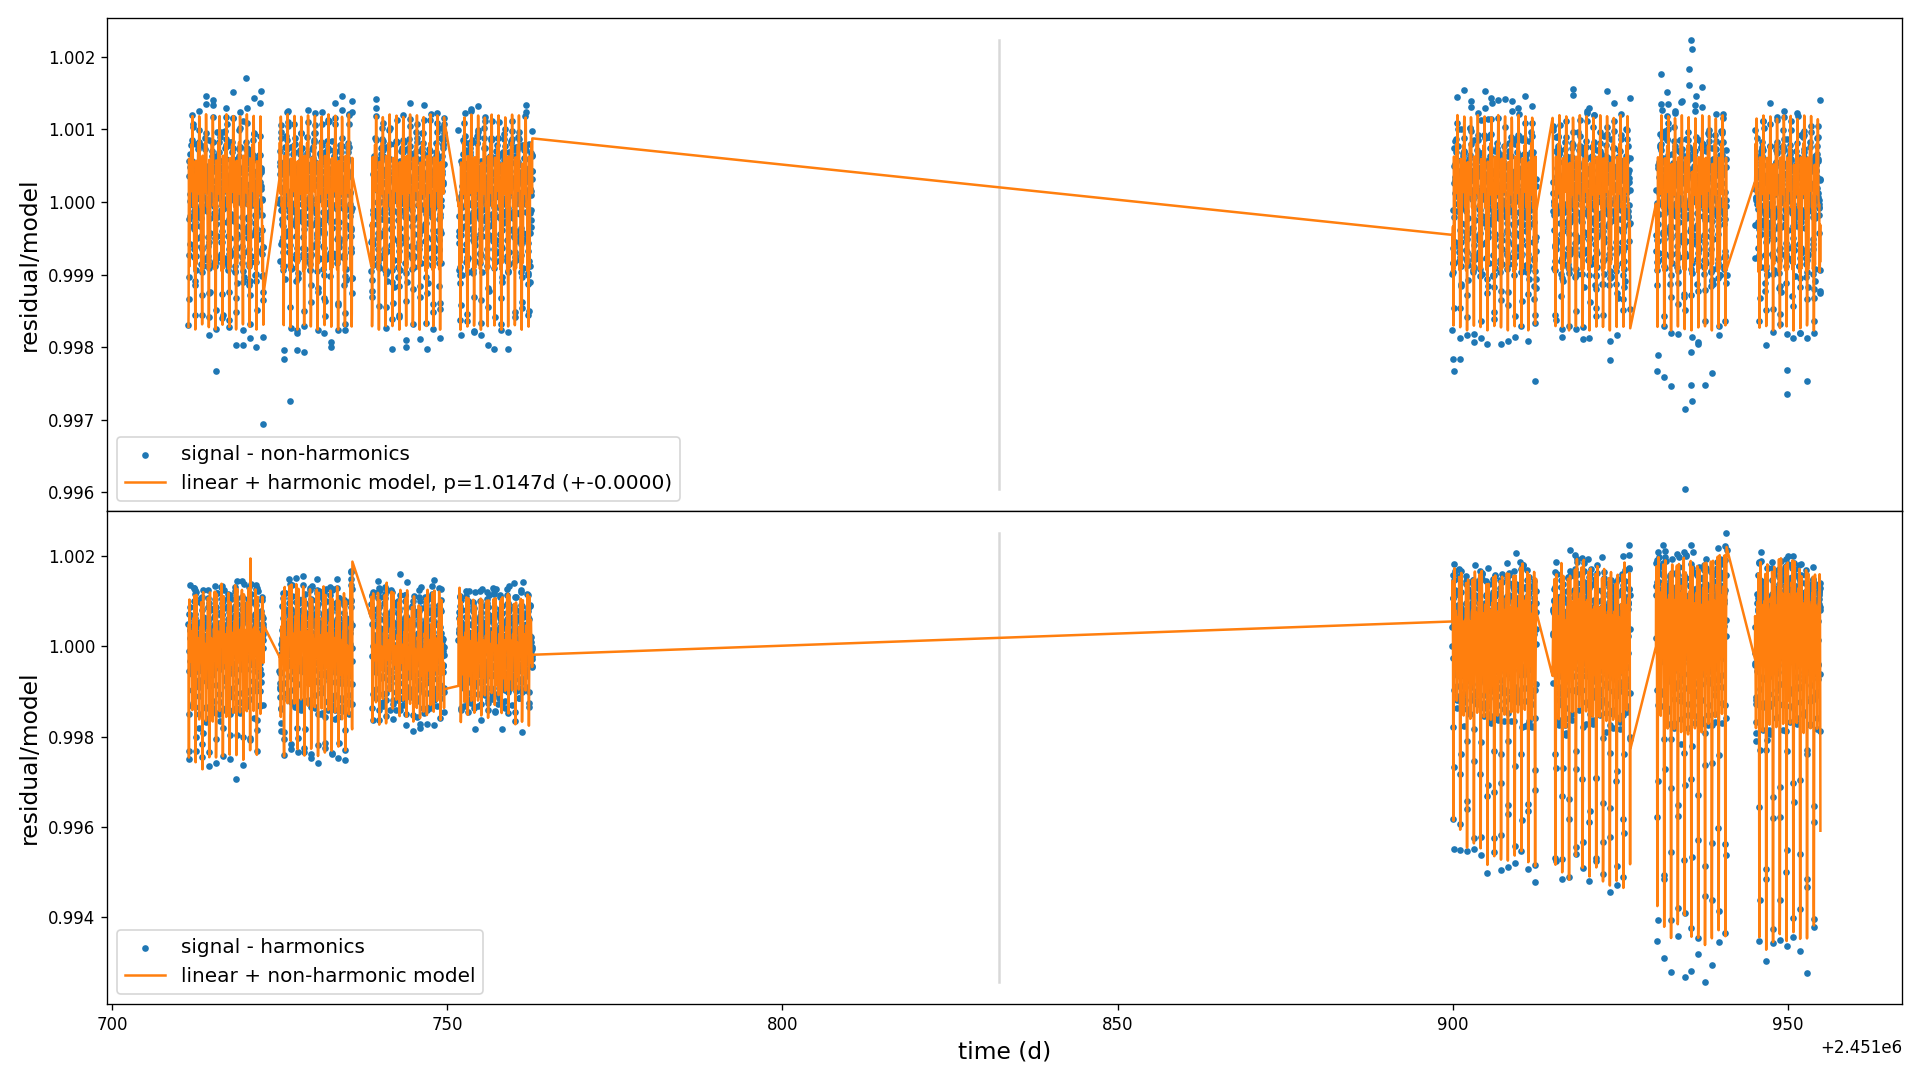 1.002
1.001
1.000
0.999
0.998
0.997
0.996
residual/model
signal - non-harmonics
linear + harmonic model, p=1.0147d (+-0.0000)
1.002
1.000
0.998
0.996
0.994
residual/model
signal - harmonics
linear + non-harmonic model
700 750 800 850 900 950
time (d)
+2.451e6